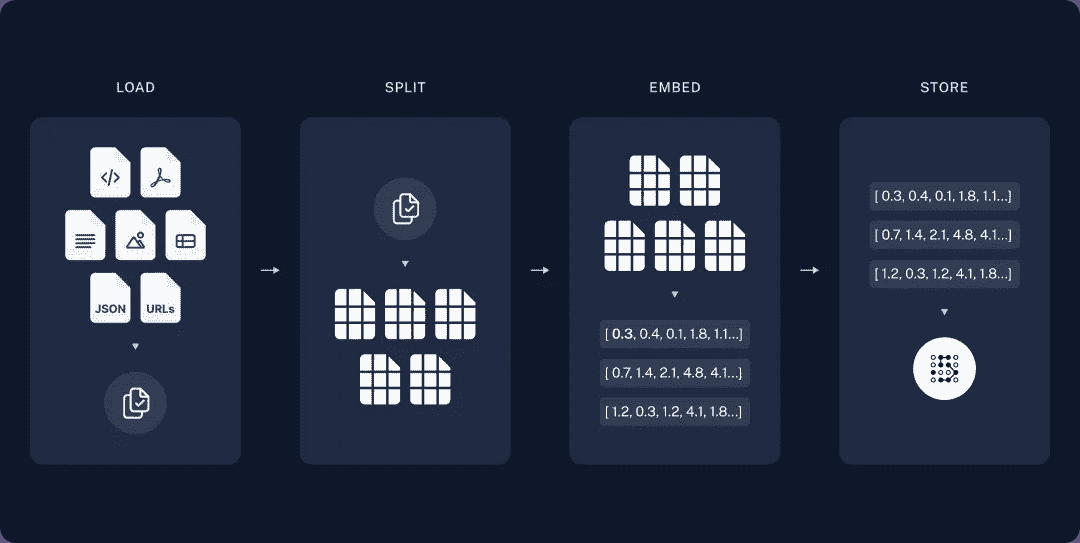 LOAD
SPLIT
EMBED
STORE
</>
JSON
URLs
[ 0.3, 0.4, 0.1, 1.8, 1.1...]
[ 0.7, 1.4, 2.1, 4.8, 4.1...]
[ 1.2, 0.3, 1.2, 4.1, 1.8...]
[ 0.3, 0.4, 0.1, 1.8, 1.1...]
[ 0.7, 1.4, 2.1, 4.8, 4.1...]
[ 1.2, 0.3, 1.2, 4.1, 1.8...]